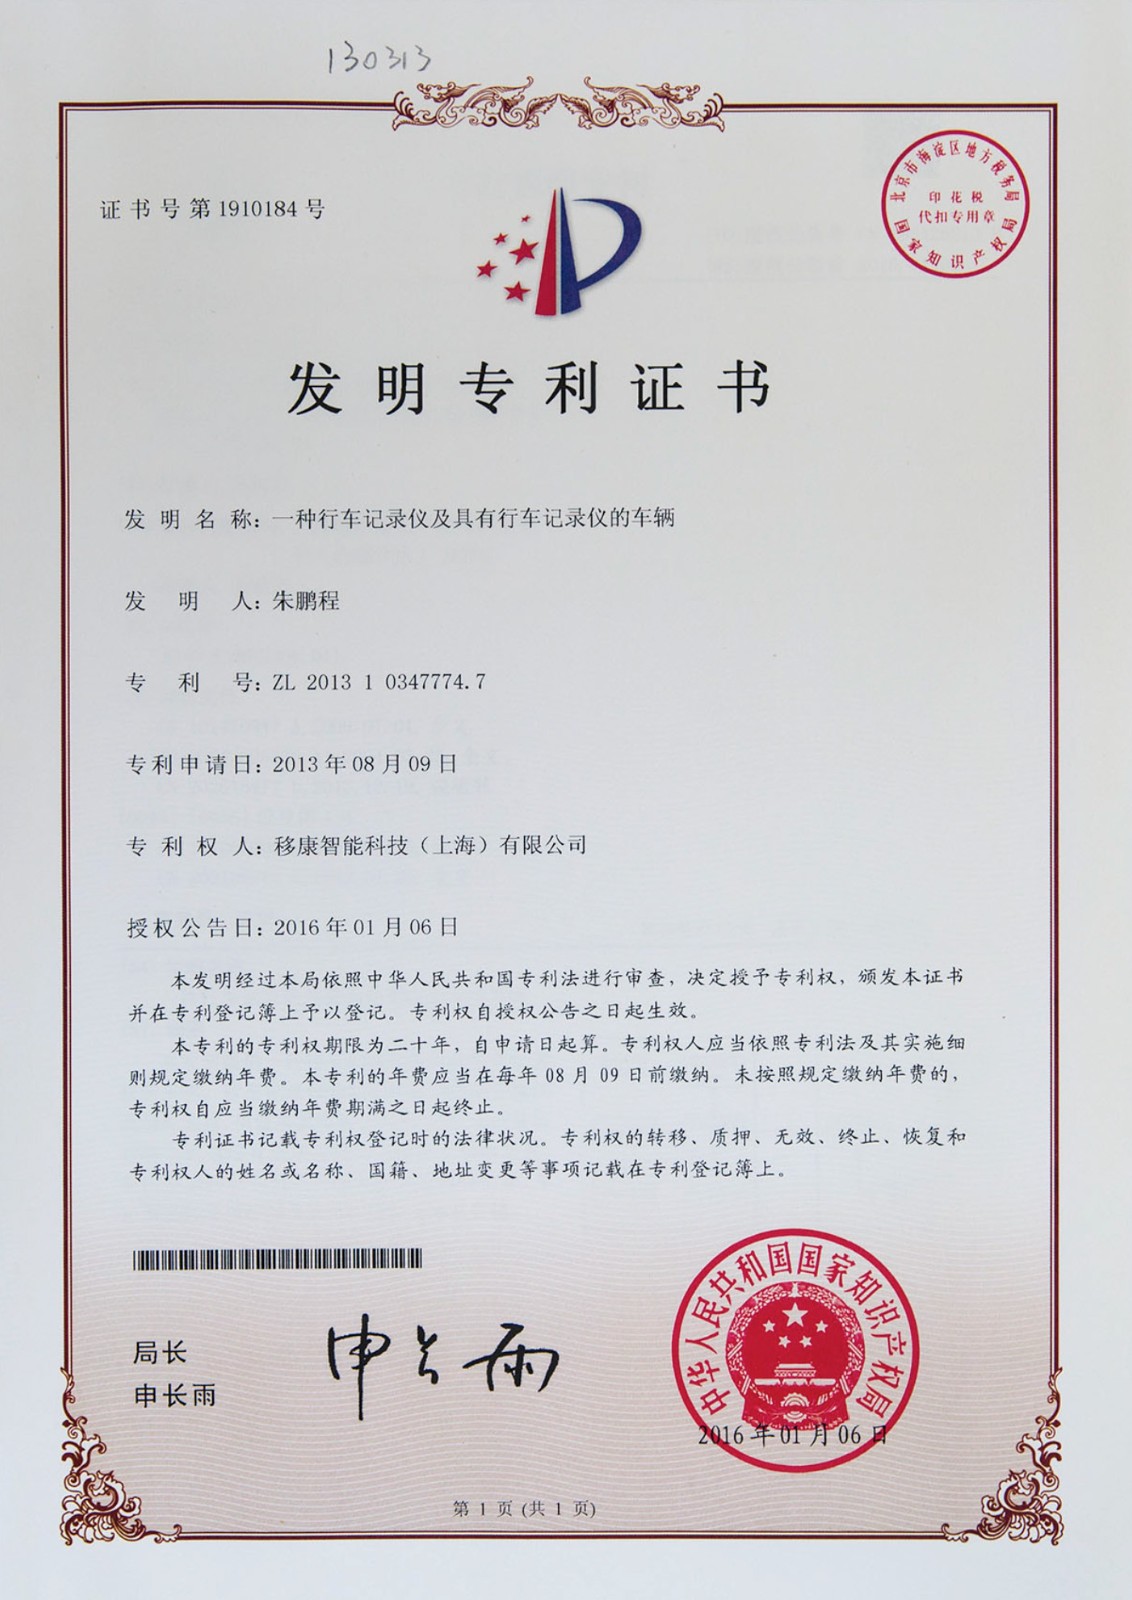 130313
证书号第1910184号
北京市海淀区地方税务局
印花税
代扣专用章
国家知识产权局
发明专利证书
发明名称：一种行车记录仪及具有行车记录仪的车辆
发明人：朱鹏程
专利号：ZL 2013 1 0347774.7
专利申请日：2013年08月09日
专利权人：移康智能科技（上海）有限公司
授权公告日：2016年01月06日
本发明经过本局依照中华人民共和国专利法进行审查，决定授予专利权，颁发本证书
并在专利登记簿上予以登记。专利权自授权公告之日起生效。
本专利的专利权期限为二十年，自申请日起算。专利权人应当依照专利法及其实施细
则规定缴纳年费。本专利的年费应当在每年08月09日前缴纳。未按照规定缴纳年费的，
专利权自应当缴纳年费期满之日起终止。
专利证书记载专利权登记时的法律状况。专利权的转移、质押、无效、终止、恢复和
专利权人的姓名或名称、国籍、地址变更等事项记载在专利登记簿上。
局长
申长雨
申长雨
中华人民共和国国家知识产权局
2016年01月06日
第1页(共1页)